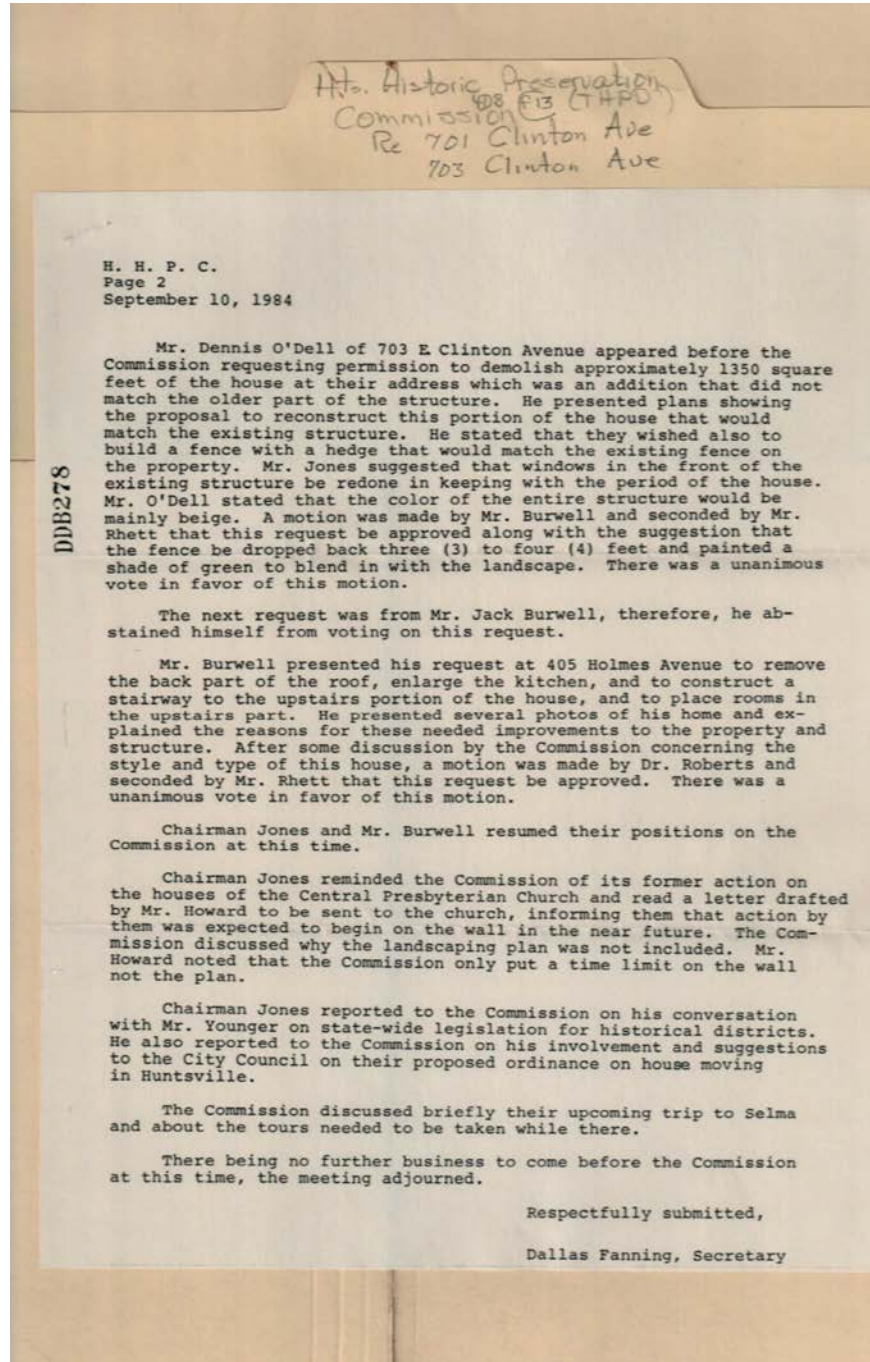 Hts. Historic Preservation
4D8 F13 (THPD)
Commission
Re 701 Clinton Ave
703 Clinton Ave
H. H. P. C.
Page 2
September 10, 1984
Mr. Dennis O'Dell of 703 E Clinton Avenue appeared before the
Commission requesting permission to demolish approximately 1350 square
feet of the house at their address which was an addition that did not
match the older part of the structure. He presented plans showing
the proposal to reconstruct this portion of the house that would
match the existing structure. He stated that they wished also to
build a fence with a hedge that would match the existing fence on
the property. Mr. Jones suggested that windows in the front of the
existing structure be redone in keeping with the period of the house.
Mr. O'Dell stated that the color of the entire structure would be
mainly beige. A motion was made by Mr. Burwell and seconded by Mr.
Rhett that this request be approved along with the suggestion that
the fence be dropped back three (3) to four (4) feet and painted a
shade of green to blend in with the landscape. There was a unanimous
vote in favor of this motion.
DDB278
The next request was from Mr. Jack Burwell, therefore, he ab-
stained himself from voting on this request.
Mr. Burwell presented his request at 405 Holmes Avenue to remove
the back part of the roof, enlarge the kitchen, and to construct a
stairway to the upstairs portion of the house, and to place rooms in
the upstairs part. He presented several photos of his home and ex-
plained the reasons for these needed improvements to the property and
structure. After some discussion by the Commission concerning the
style and type of this house, a motion was made by Dr. Roberts and
seconded by Mr. Rhett that this request be approved. There was a
unanimous vote in favor of this motion.
Chairman Jones and Mr. Burwell resumed their positions on the
Commission at this time.
Chairman Jones reminded the Commission of its former action on
the houses of the Central Presbyterian Church and read a letter drafted
by Mr. Howard to be sent to the church, informing them that action by
them was expected to begin on the wall in the near future. The Com-
mission discussed why the landscaping plan was not included. Mr.
Howard noted that the Commission only put a time limit on the wall
not the plan.
Chairman Jones reported to the Commission on his conversation
with Mr. Younger on state-wide legislation for historical districts.
He also reported to the Commission on his involvement and suggestions
to the City Council on their proposed ordinance on house moving
in Huntsville.
The Commission discussed briefly their upcoming trip to Selma
and about the tours needed to be taken while there.
There being no further business to come before the Commission
at this time, the meeting adjourned.
Respectfully submitted,
Dallas Fanning, Secretary